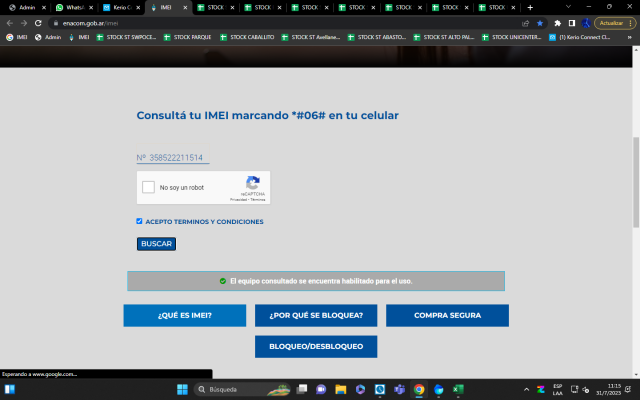 Admin
WhatsA
Kerio C
IMEI
STOCK
STOCK
STOCK
STOCK
STOCK
STOCK
STOCK
enacom.gob.ar/imei
Actualizar
IMEI
Admin
IMEI
STOCK ST SWPOCE...
STOCK PARQUE
STOCK CABALLITO
STOCK ST Avellane...
STOCK ST ABASTO...
STOCK ST ALTO PAL...
STOCK UNICENTER...
(1) Kerio Connect Cl...
»
Consultá tu IMEI marcando *#06# en tu celular
Nº 358522211514
No soy un robot
reCAPTCHA
Privacidad - Términos
ACEPTO TERMINOS Y CONDICIONES
BUSCAR
El equipo consultado se encuentra habilitado para el uso.
¿QUÉ ES IMEI?
¿POR QUÉ SE BLOQUEA?
COMPRA SEGURA
BLOQUEO/DESBLOQUEO
Esperando a www.google.com...
Búsqueda
ESP
LAA
11:15
31/7/2023